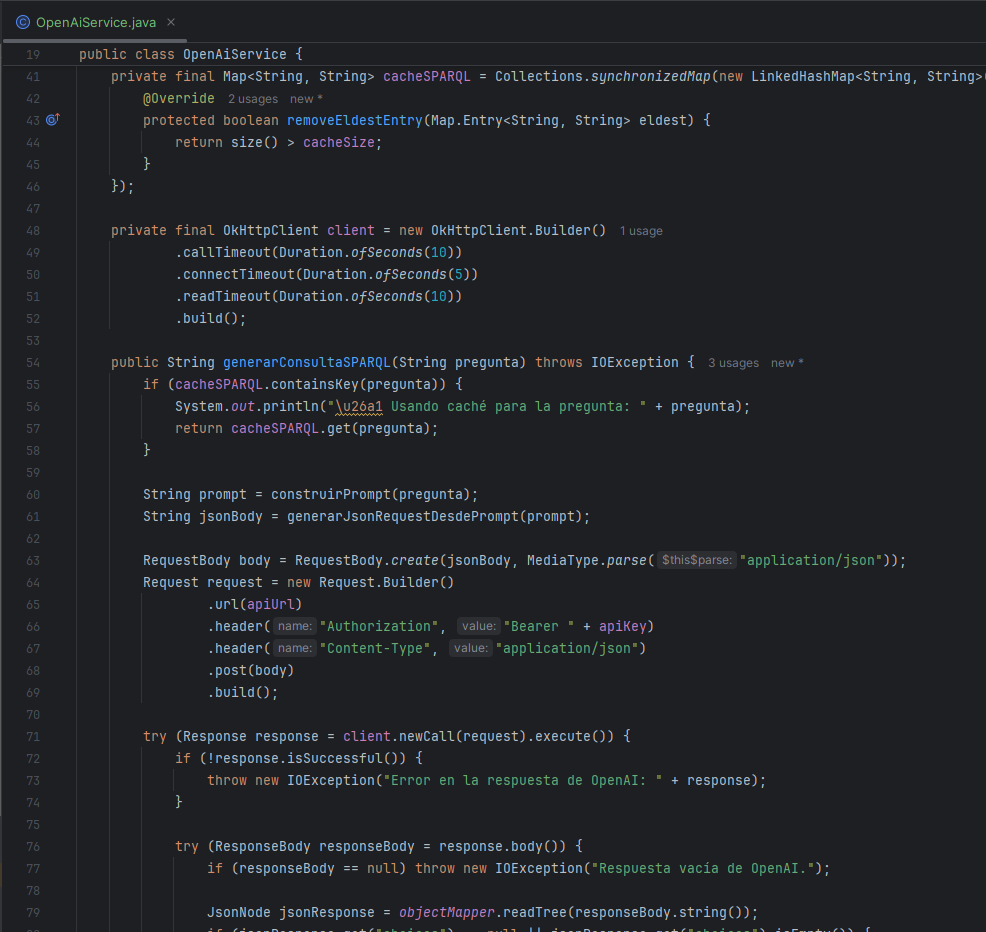 OpenAiService.java
19 public class OpenAiService {
41 private final Map<String, String> cacheSPARQL = Collections.synchronizedMap(new LinkedHashMap<String, String>(
42 @Override 2 usages new *
43 protected boolean removeEldestEntry(Map.Entry<String, String> eldest) {
44 return size() > cacheSize;
45 }
46 });
47
48 private final OkHttpClient client = new OkHttpClient.Builder() 1 usage
49 .callTimeout(Duration.ofSeconds(10))
50 .connectTimeout(Duration.ofSeconds(5))
51 .readTimeout(Duration.ofSeconds(10))
52 .build();
53
54 public String generarConsultaSPARQL(String pregunta) throws IOException { 3 usages new *
55 if (cacheSPARQL.containsKey(pregunta)) {
56 System.out.println("\u26a1 Usando caché para la pregunta: " + pregunta);
57 return cacheSPARQL.get(pregunta);
58 }
59
60 String prompt = construirPrompt(pregunta);
61 String jsonBody = generarJsonRequestDesdePrompt(prompt);
62
63 RequestBody body = RequestBody.create(jsonBody, MediaType.parse( $this$parse: "application/json"));
64 Request request = new Request.Builder()
65 .url(apiUrl)
66 .header( name: "Authorization", value: "Bearer " + apiKey)
67 .header( name: "Content-Type", value: "application/json")
68 .post(body)
69 .build();
70
71 try (Response response = client.newCall(request).execute()) {
72 if (!response.isSuccessful()) {
73 throw new IOException("Error en la respuesta de OpenAI: " + response);
74 }
75
76 try (ResponseBody responseBody = response.body()) {
77 if (responseBody == null) throw new IOException("Respuesta vacía de OpenAI.");
78
79 JsonNode jsonResponse = objectMapper.readTree(responseBody.string());